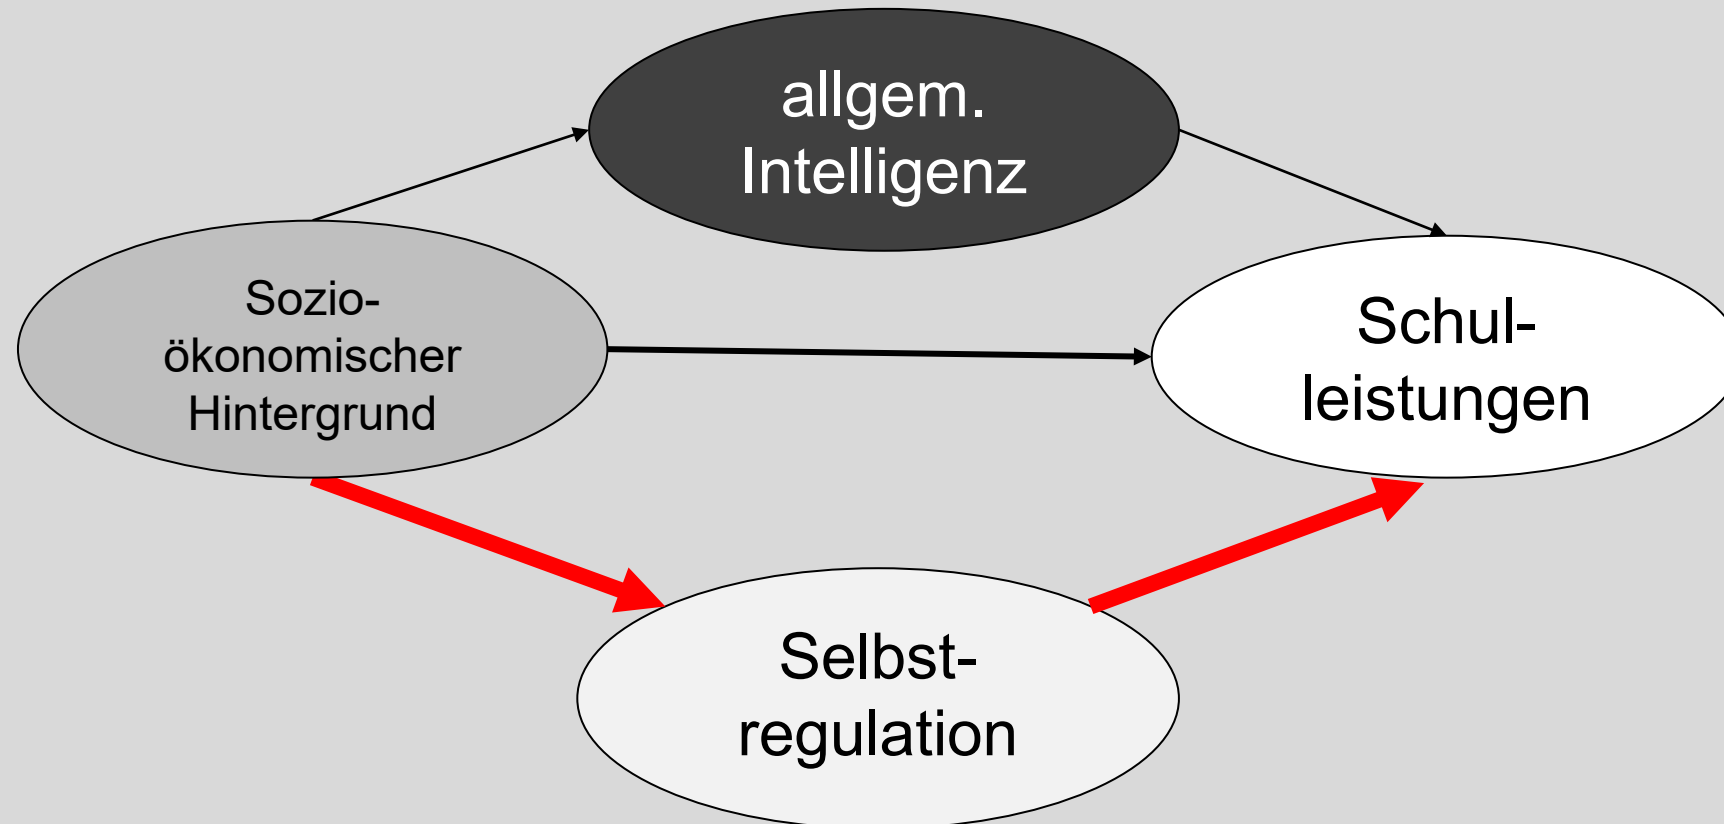 allgem.
Intelligenz
Sozio-
ökonomischer
Hintergrund
Schul-
leistungen
Selbst-
regulation